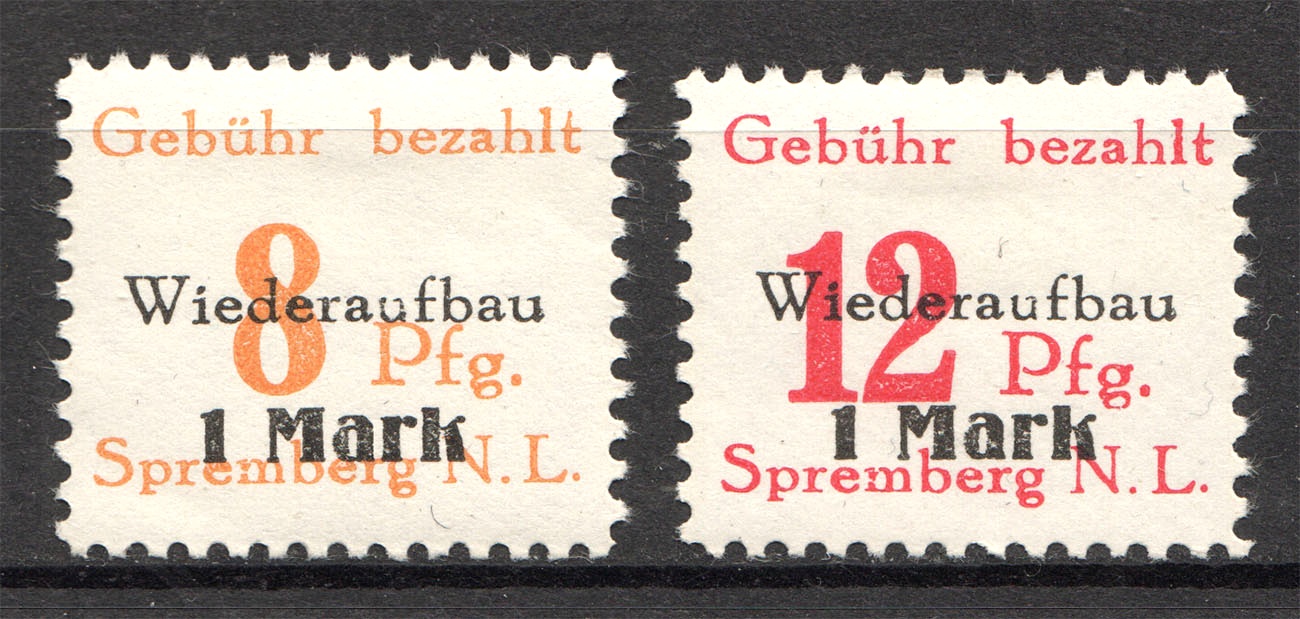 Gebühr bezahlt
8
Wiederaufbau
Pfg.
1 Mark
Spremberg N.L.
Gebühr bezahlt
12
Wiederaufbau
Pfg.
1 Mark
Spremberg N.L.